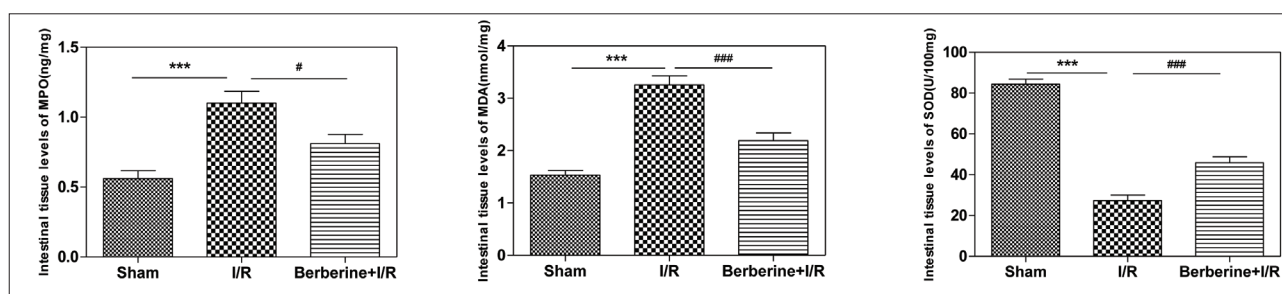 Intestinal tissue levels of MPO(ng/mg)
1.5
1.0
0.5
0.0
***
#
Sham
I/R
Berberine+I/R
Intestinal tissue levels of MDA(nmol/mg)
4
3
2
1
0
***
###
Sham
I/R
Berberine+I/R
Intestinal tissue levels of SOD(U/100mg)
100
80
60
40
20
0
***
###
Sham
I/R
Berberine+I/R